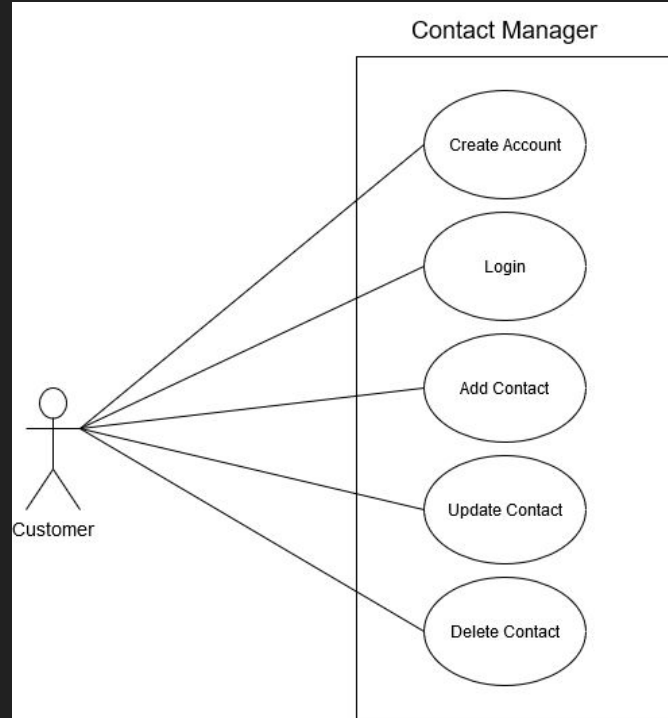 Contact Manager
Create Account
Login
Add Contact
Update Contact
Delete Contact
Customer